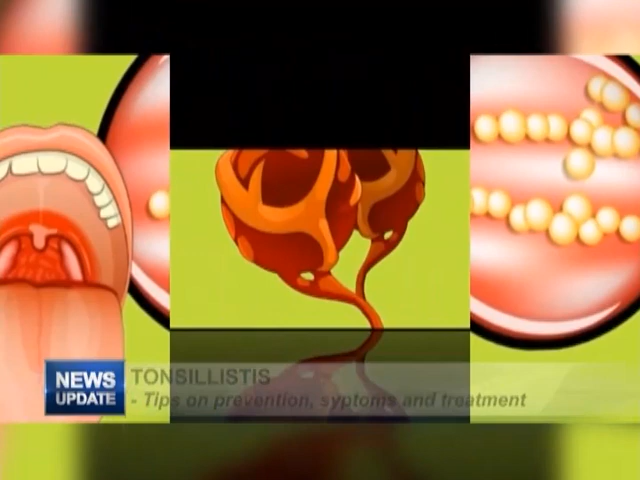 NEWS
UPDATE
TONSILLISTIS
- Tips on prevention, syptoms and treatment